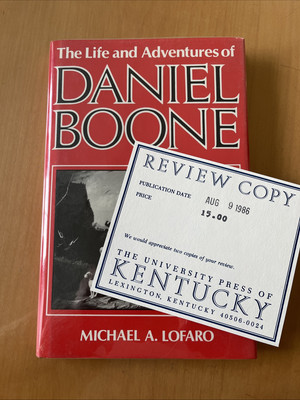 The Life and Adventures of
DANIEL
BOONE
MICHAEL A. LOFARO
REVIEW COPY
PUBLICATION DATE AUG 9 1986
PRICE 15.00
We would appreciate two copies of your review.
THE UNIVERSITY PRESS OF
KENTUCKY
LEXINGTON, KENTUCKY 40506-0024